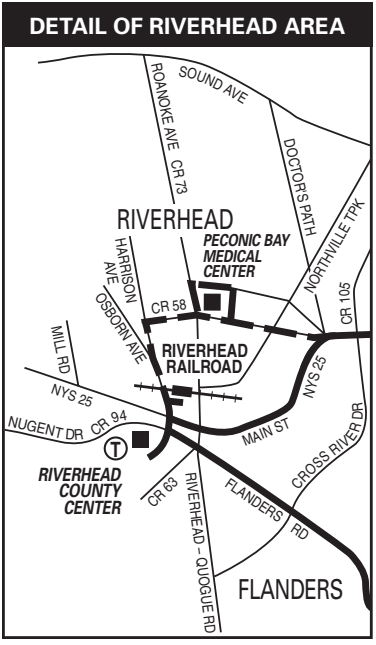 DETAIL OF RIVERHEAD AREA
SOUND AVE
ROANOKE AVE CR 73
DOCTOR'S PATH
NORTHVILLE TPK
RIVERHEAD
PECONIC BAY
MEDICAL
CENTER
HARRISON
AVE
OSBORN AVE
CR 58
CR 105
RIVERHEAD
RAILROAD
MILL RD
NYS 25
NYS 25
MAIN ST
NUGENT DR CR 94
T
RIVERHEAD
COUNTY
CENTER
CR 63
CROSS RIVER DR
FLANDERS RD
RIVERHEAD – QUOGUE RD
FLANDERS